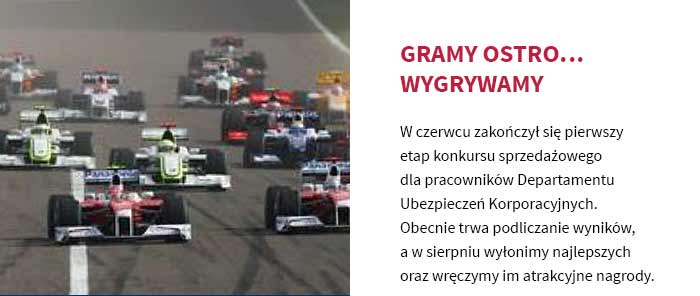 GRAMY OSTRO...
WYGRYWAMY
W czerwcu zakończył się pierwszy
etap konkursu sprzedażowego
dla pracowników Departamentu
Ubezpieczeń Korporacyjnych.
Obecnie trwa podliczanie wyników,
a w sierpniu wyłonimy najlepszych
oraz wręczymy im atrakcyjne nagrody.
Panasonic